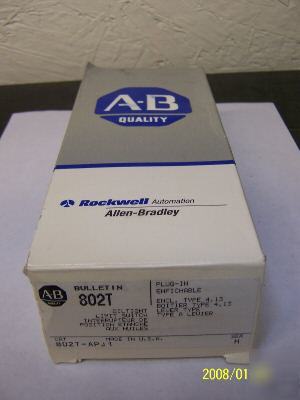 A-B
QUALITY
Rockwell Automation
Allen-Bradley
A-B
QUALITY
BULLETIN
802T
OILTIGHT
LIMIT SWITCH
INTERRUPTEUR DE
POSITION ETANCHE
AUX HUILES
PLUG-IN
ENFICHABLE
ENCL. TYPE 4,13
BOITIER TYPE 4,13
LEVER TYPE
TYPE A LEVIER
CAT
802T-APJ1
MADE IN U.S.A.
SER
H
2008/01